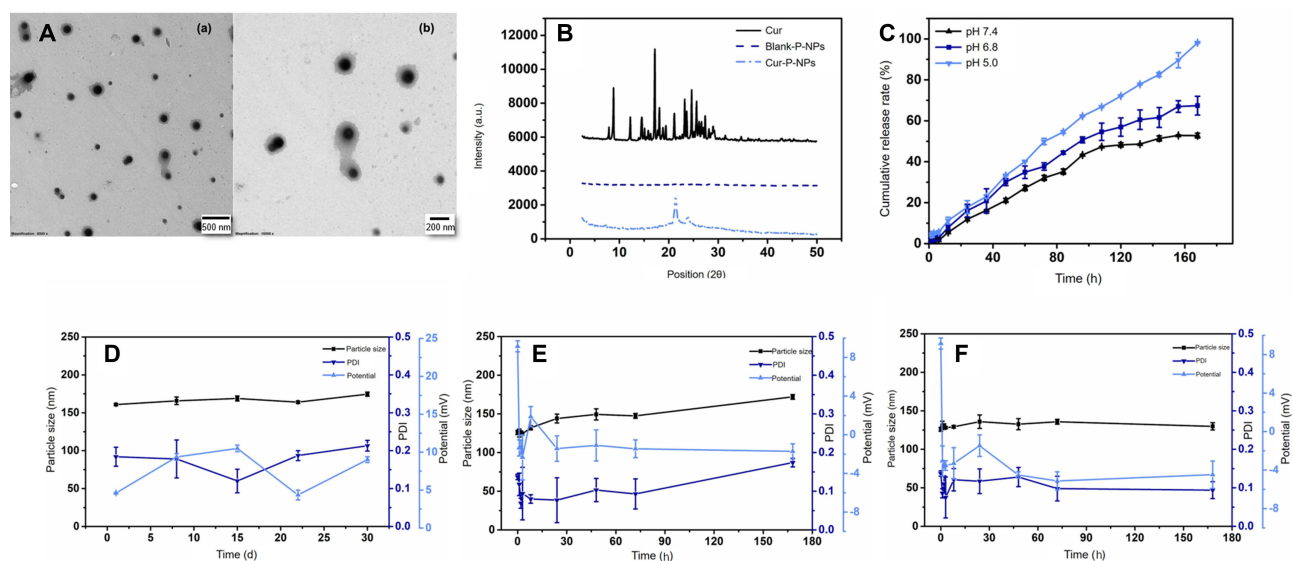 A
(a)
(b)
500 nm
200 nm
B
Cur
Blank-P-NPs
Cur-P-NPs
Intensity (a.u.)
12000
10000
8000
6000
4000
2000
0
0 10 20 30 40 50
Position (2θ)
C
pH 7.4
pH 6.8
pH 5.0
Cumulative release rate (%)
100
80
60
40
20
0
0 40 80 120 160
Time (h)
D
Particle size
PDI
Potential
Particle size (nm)
250
200
150
100
50
0
0 5 10 15 20 25 30
Time (d)
0.5
0.4
0.3
0.2
0.1
0.0
PDI
25
20
15
10
5
0
Potential (mV)
E
Particle size
PDI
Potential
Particle size (nm)
250
200
150
100
50
0
0 30 60 90 120 150 180
Time (h)
0.5
0.4
0.3
0.2
0.1
0.0
PDI
8
4
0
-4
-8
Potential (mV)
F
Particle size
PDI
Potential
Particle size (nm)
250
200
150
100
50
0
0 30 60 90 120 150 180
Time (h)
0.5
0.4
0.3
0.2
0.1
0.0
PDI
8
4
0
-4
-8
Potential (mV)